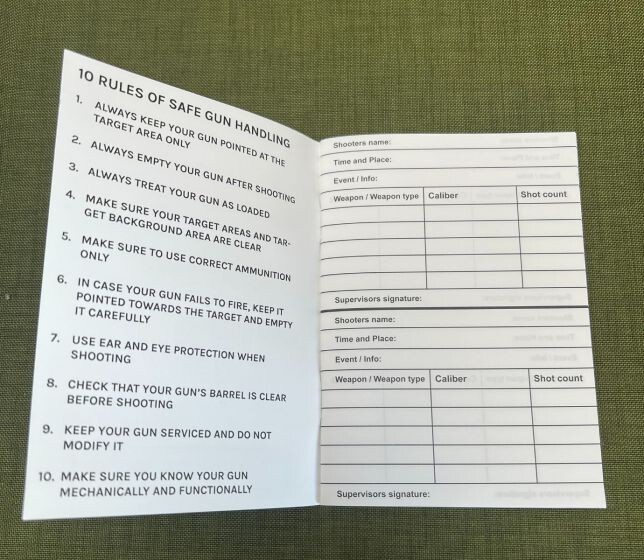 10 RULES OF SAFE GUN HANDLING
1. ALWAYS KEEP YOUR GUN POINTED AT THE
TARGET AREA ONLY
2. ALWAYS EMPTY YOUR GUN AFTER SHOOTING
3. ALWAYS TREAT YOUR GUN AS LOADED
4. MAKE SURE YOUR TARGET AREAS AND TAR-
GET BACKGROUND AREA ARE CLEAR
5. MAKE SURE TO USE CORRECT AMMUNITION
ONLY
6. IN CASE YOUR GUN FAILS TO FIRE, KEEP IT
POINTED TOWARDS THE TARGET AND EMPTY
IT CAREFULLY
7. USE EAR AND EYE PROTECTION WHEN
SHOOTING
8. CHECK THAT YOUR GUN'S BARREL IS CLEAR
BEFORE SHOOTING
9. KEEP YOUR GUN SERVICED AND DO NOT
MODIFY IT
10. MAKE SURE YOU KNOW YOUR GUN
MECHANICALLY AND FUNCTIONALLY
Shooters name:
Time and Place:
Event / Info:
Weapon / Weapon type Caliber Shot count
Supervisors signature:
Shooters name:
Time and Place:
Event / Info:
Weapon / Weapon type Caliber Shot count
Supervisors signature: